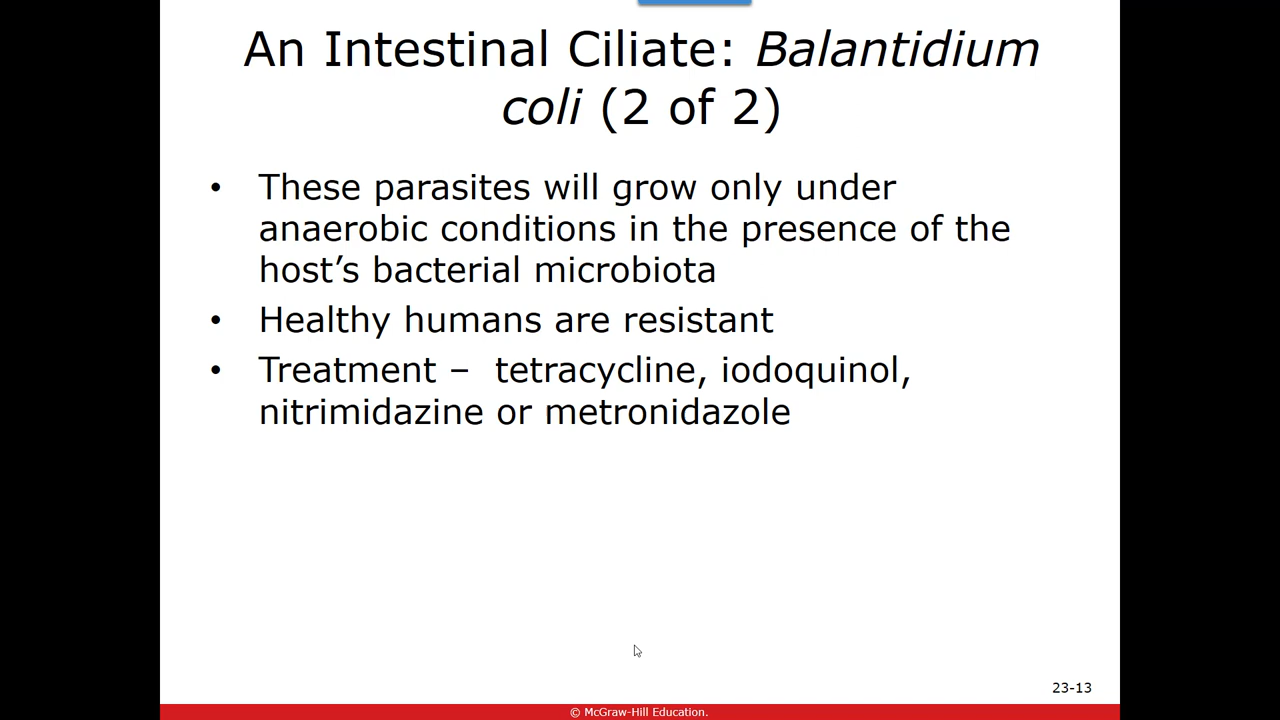 An Intestinal Ciliate: Balantidium
coli (2 of 2)
• These parasites will grow only under
anaerobic conditions in the presence of the
host’s bacterial microbiota
• Healthy humans are resistant
• Treatment – tetracycline, iodoquinol,
nitrimidazine or metronidazole
23-13
© McGraw-Hill Education.